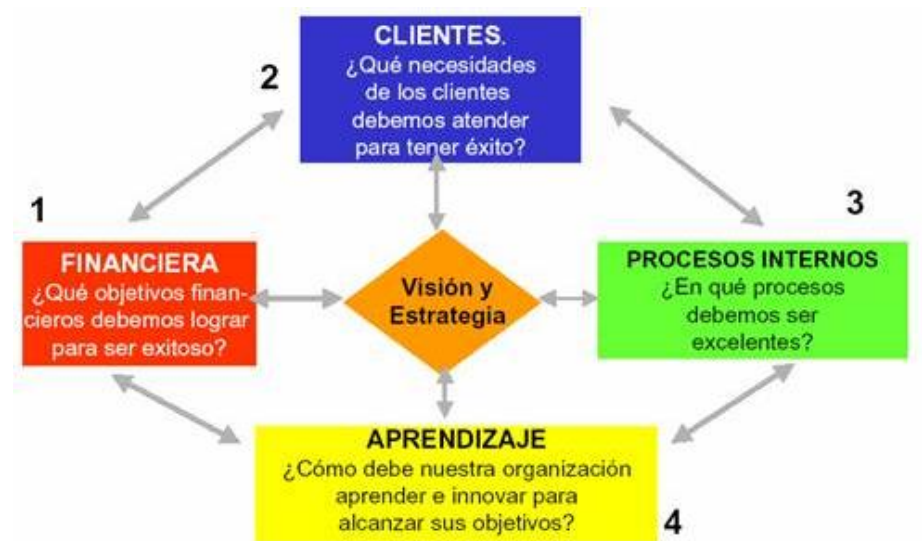 CLIENTES.
¿Qué necesidades
de los clientes
debemos atender
para tener éxito?
2
1
FINANCIERA
¿Qué objetivos finan-
cieros debemos lograr
para ser exitoso?
Visión y
Estrategia
3
PROCESOS INTERNOS
¿En qué procesos
debemos ser
excelentes?
APRENDIZAJE
¿Cómo debe nuestra organización
aprender e innovar para
alcanzar sus objetivos?
4